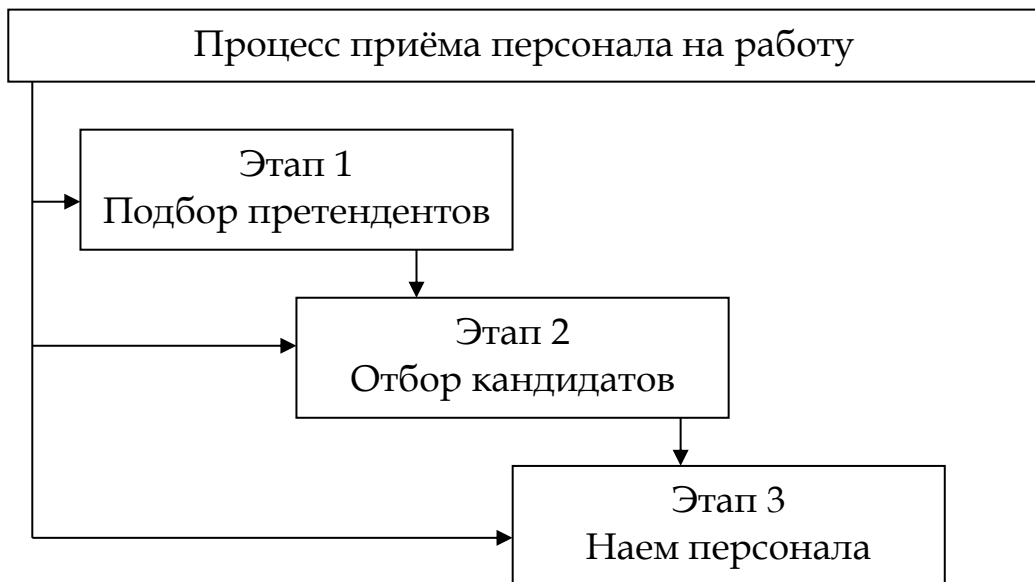 Процесс приёма персонала на работу
Этап 1
Подбор претендентов
Этап 2
Отбор кандидатов
Этап 3
Наем персонала